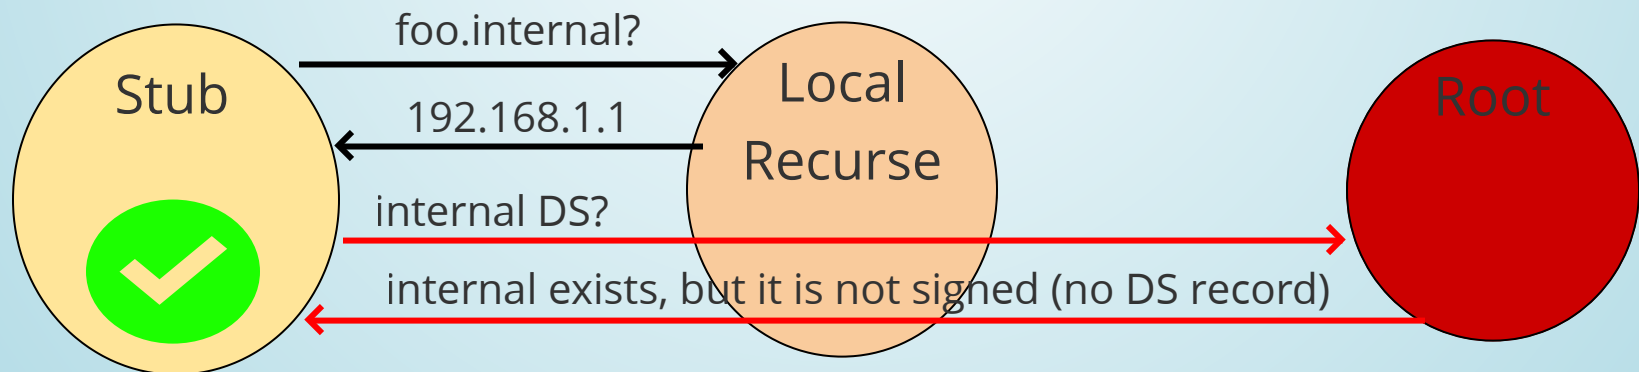 foo.internal?
Stub
192.168.1.1
Local
Recurse
Root
internal DS?
internal exists, but it is not signed (no DS record)